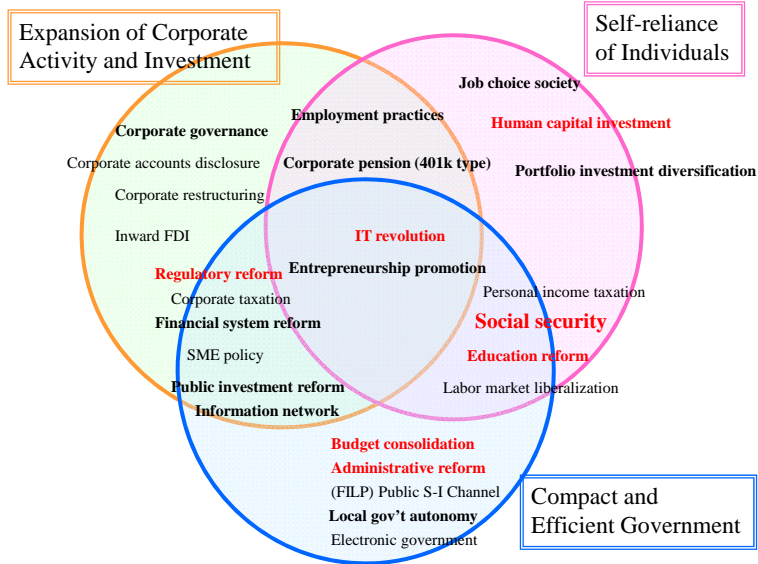 Expansion of Corporate
Activity and Investment
Self-reliance
of Individuals
Job choice society
Employment practices
Human capital investment
Corporate governance
Corporate accounts disclosure
Corporate pension (401k type)
Portfolio investment diversification
Corporate restructuring
Inward FDI
IT revolution
Regulatory reform
Entrepreneurship promotion
Corporate taxation
Personal income taxation
Financial system reform
Social security
SME policy
Education reform
Public investment reform
Labor market liberalization
Information network
Budget consolidation
Administrative reform
(FILP) Public S-I Channel
Local gov't autonomy
Electronic government
Compact and
Efficient Government